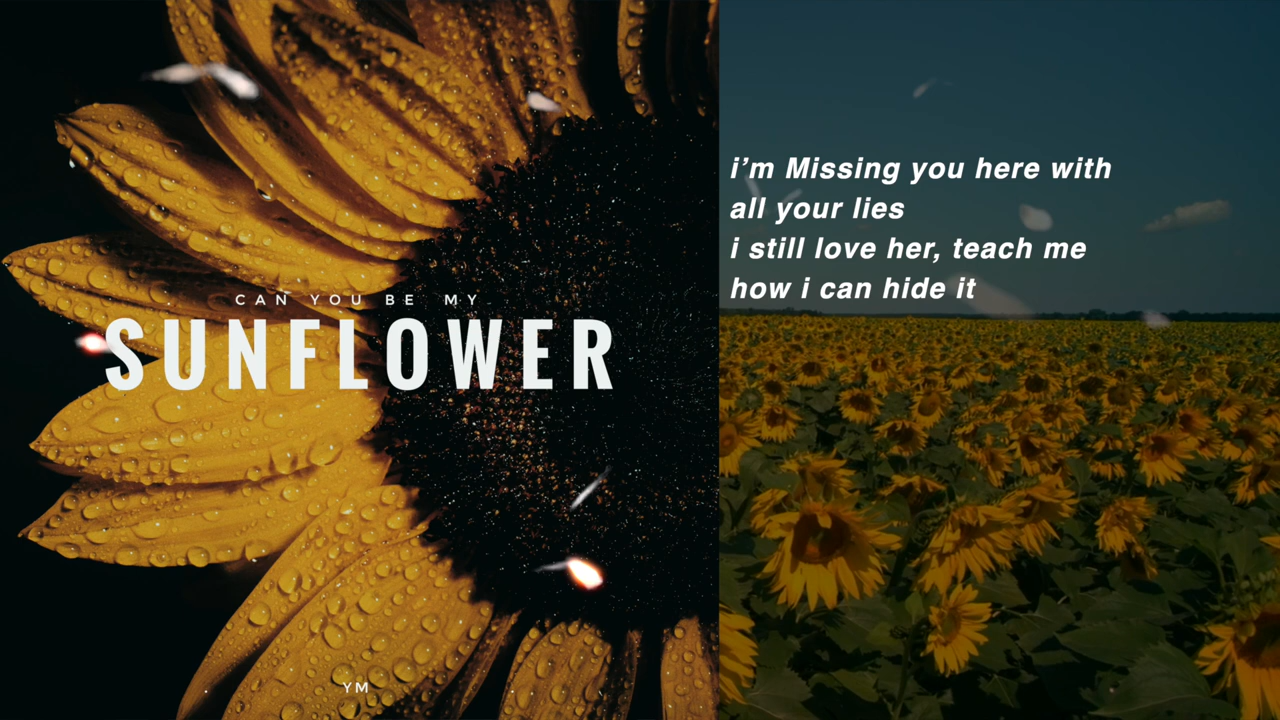 CAN YOU BE MY
SUNFLOWER
YM
i’m Missing you here with
all your lies
i still love her, teach me
how i can hide it